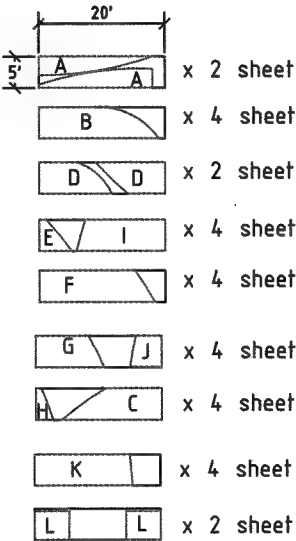 20'
5' A A x 2 sheet
B x 4 sheet
D D x 2 sheet
E I x 4 sheet
F x 4 sheet
G J x 4 sheet
H C x 4 sheet
K x 4 sheet
L L x 2 sheet